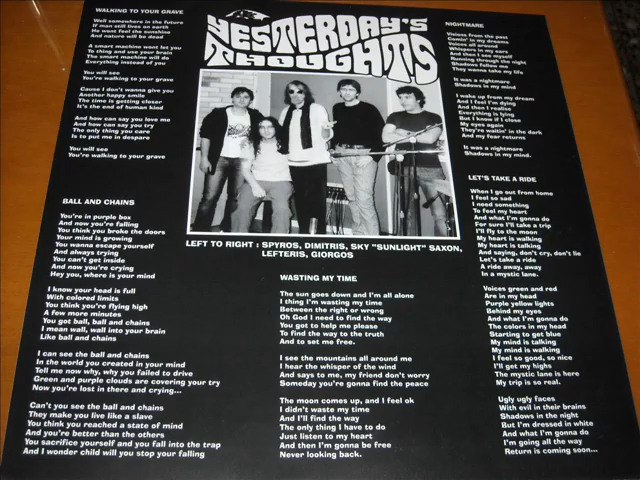 WALKING TO YOUR GRAVE
Well somewhere in the future
If man still lives on earth
He wont feel the sunshine
And nature will be dead
A smart machine wont let you
To thing and use your brain
The smart machine will do
Everything instead of you
You will see
You're walking to your grave
Cause I don't wanna give you
Another happy smile
The time is getting closer
It's the end of human kind
And how can say you love me
And how can say you try
The only thing you care
Is to put me in despare
You will see
You're walking to your grave
BALL AND CHAINS
You're in purple box
And now you're falling
You think you broke the doors
Your mind is growing
You wanna escape yourself
And always trying
You can't get inside
And now you're crying
Hey you, where is your mind
I know your head is full
With colored limits
You think you're flying high
A few more minutes
You got ball, ball and chains
I mean wall, wall into your brain
Like ball and chains
I can see the ball and chains
In the world you created in your mind
Tell me now why, why you failed to drive
Green and purple clouds are covering your try
Now you're lost in there and crying...
Can't you see the ball and chains
They make you live like a slave
You think you reached a state of mind
And you're better than the others
You sacrifice yourself and you fall into the trap
And I wonder child will you stop your falling
YESTERDAY'S
THOUGHTS
LEFT TO RIGHT : SPYROS, DIMITRIS, SKY "SUNLIGHT" SAXON,
LEFTERIS, GIORGOS
WASTING MY TIME
The sun goes down and I'm all alone
I thing I'm wasting my time
Between the right or wrong
Oh God I need to find the way
You got to help me please
To find the way to the truth
And to set me free.
I see the mountains all around me
I hear the whisper of the wind
And says to me, my friend don't worry
Someday you're gonna find the peace
The moon comes up, and I feel ok
I didn't waste my time
And I'll find the way
The only thing I have to do
Just listen to my heart
And then I'm gonna be free
Never looking back.
NIGHTMARE
Visions from the past
Comin' in my dreams
Voices all around
Whispers in my ears
And then I see myself
Running through the night
Shadows follow me
They wanna take my life
It was a nightmare
Shadows in my mind
I wake up from my dream
And I feel I'm dying
And then I realise
Everything is lying
But I know if I close
My eyes again
They're waitin' in the dark
And my fear returns
It was a nightmare
Shadows in my mind.
LET'S TAKE A RIDE
When I go out from home
I feel so sad
I need something
To feel my heart
And what I'm gonna do
For sure I'll take a trip
I'll fly to the moon
My heart is walking
My heart is talking
And saying, don't cry, don't lie
Let's take a ride
A ride away, away
In a mystic lane.
Voices green and red
Are in my head
Purple yellow lights
Behind my eyes
And what I'm gonna do
The colors in my head
Starting to get blue
My mind is talking
My mind is walking
I feel so good, so nice
I'll get my highs
The mystic lane is here
My trip is so real.
Ugly ugly faces
With evil in their brains
Shadows in the night
But I'm dressed in white
And what I'm gonna do
I'm going all the way
Return is coming soon...